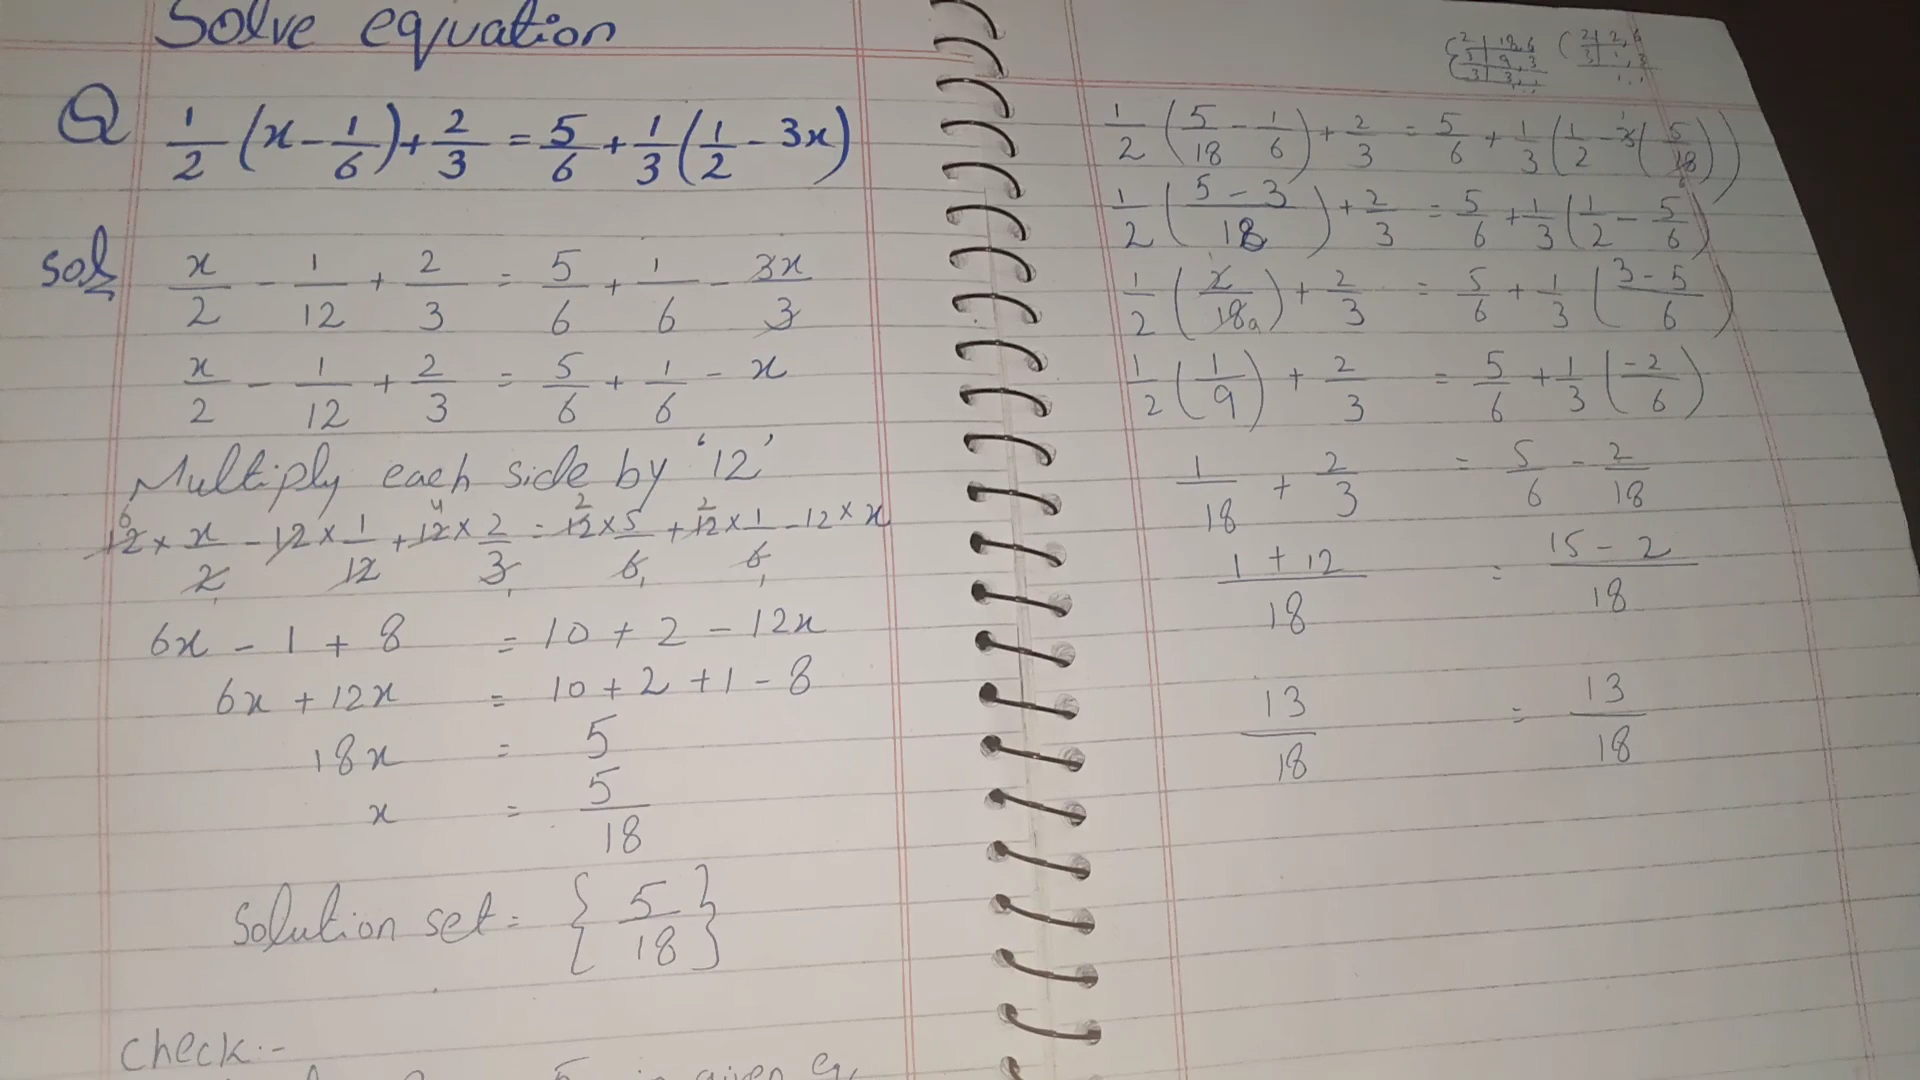 Solve equation
Q 1/2 (x - 1/6) + 2/3 = 5/6 + 1/3 (1/2 - 3x)
Sol x/2 - 1/12 + 2/3 = 5/6 + 1/6 - 3x/3
x/2 - 1/12 + 2/3 = 5/6 + 1/6 - x
Multiply each side by '12'
12 × x/2 - 12 × 1/12 + 12 × 2/3 = 12 × 5/6 + 12 × 1/6 - 12 × x
6x - 1 + 8 = 10 + 2 - 12x
6x + 12x = 10 + 2 + 1 - 8
18x = 5
x = 5/18
Solution set = {5/18}
Check:-
5 in given eq,
1/2 (5/18 - 1/6) + 2/3 = 5/6 + 1/3 (1/2 - 3(5/18))
1/2 ((5 - 3)/18) + 2/3 = 5/6 + 1/3 (1/2 - 5/6)
1/2 (2/18) + 2/3 = 5/6 + 1/3 ((3 - 5)/6)
1/2 (1/9) + 2/3 = 5/6 + 1/3 (-2/6)
1/18 + 2/3 = 5/6 - 2/18
(1 + 12)/18 = (15 - 2)/18
13/18 = 13/18